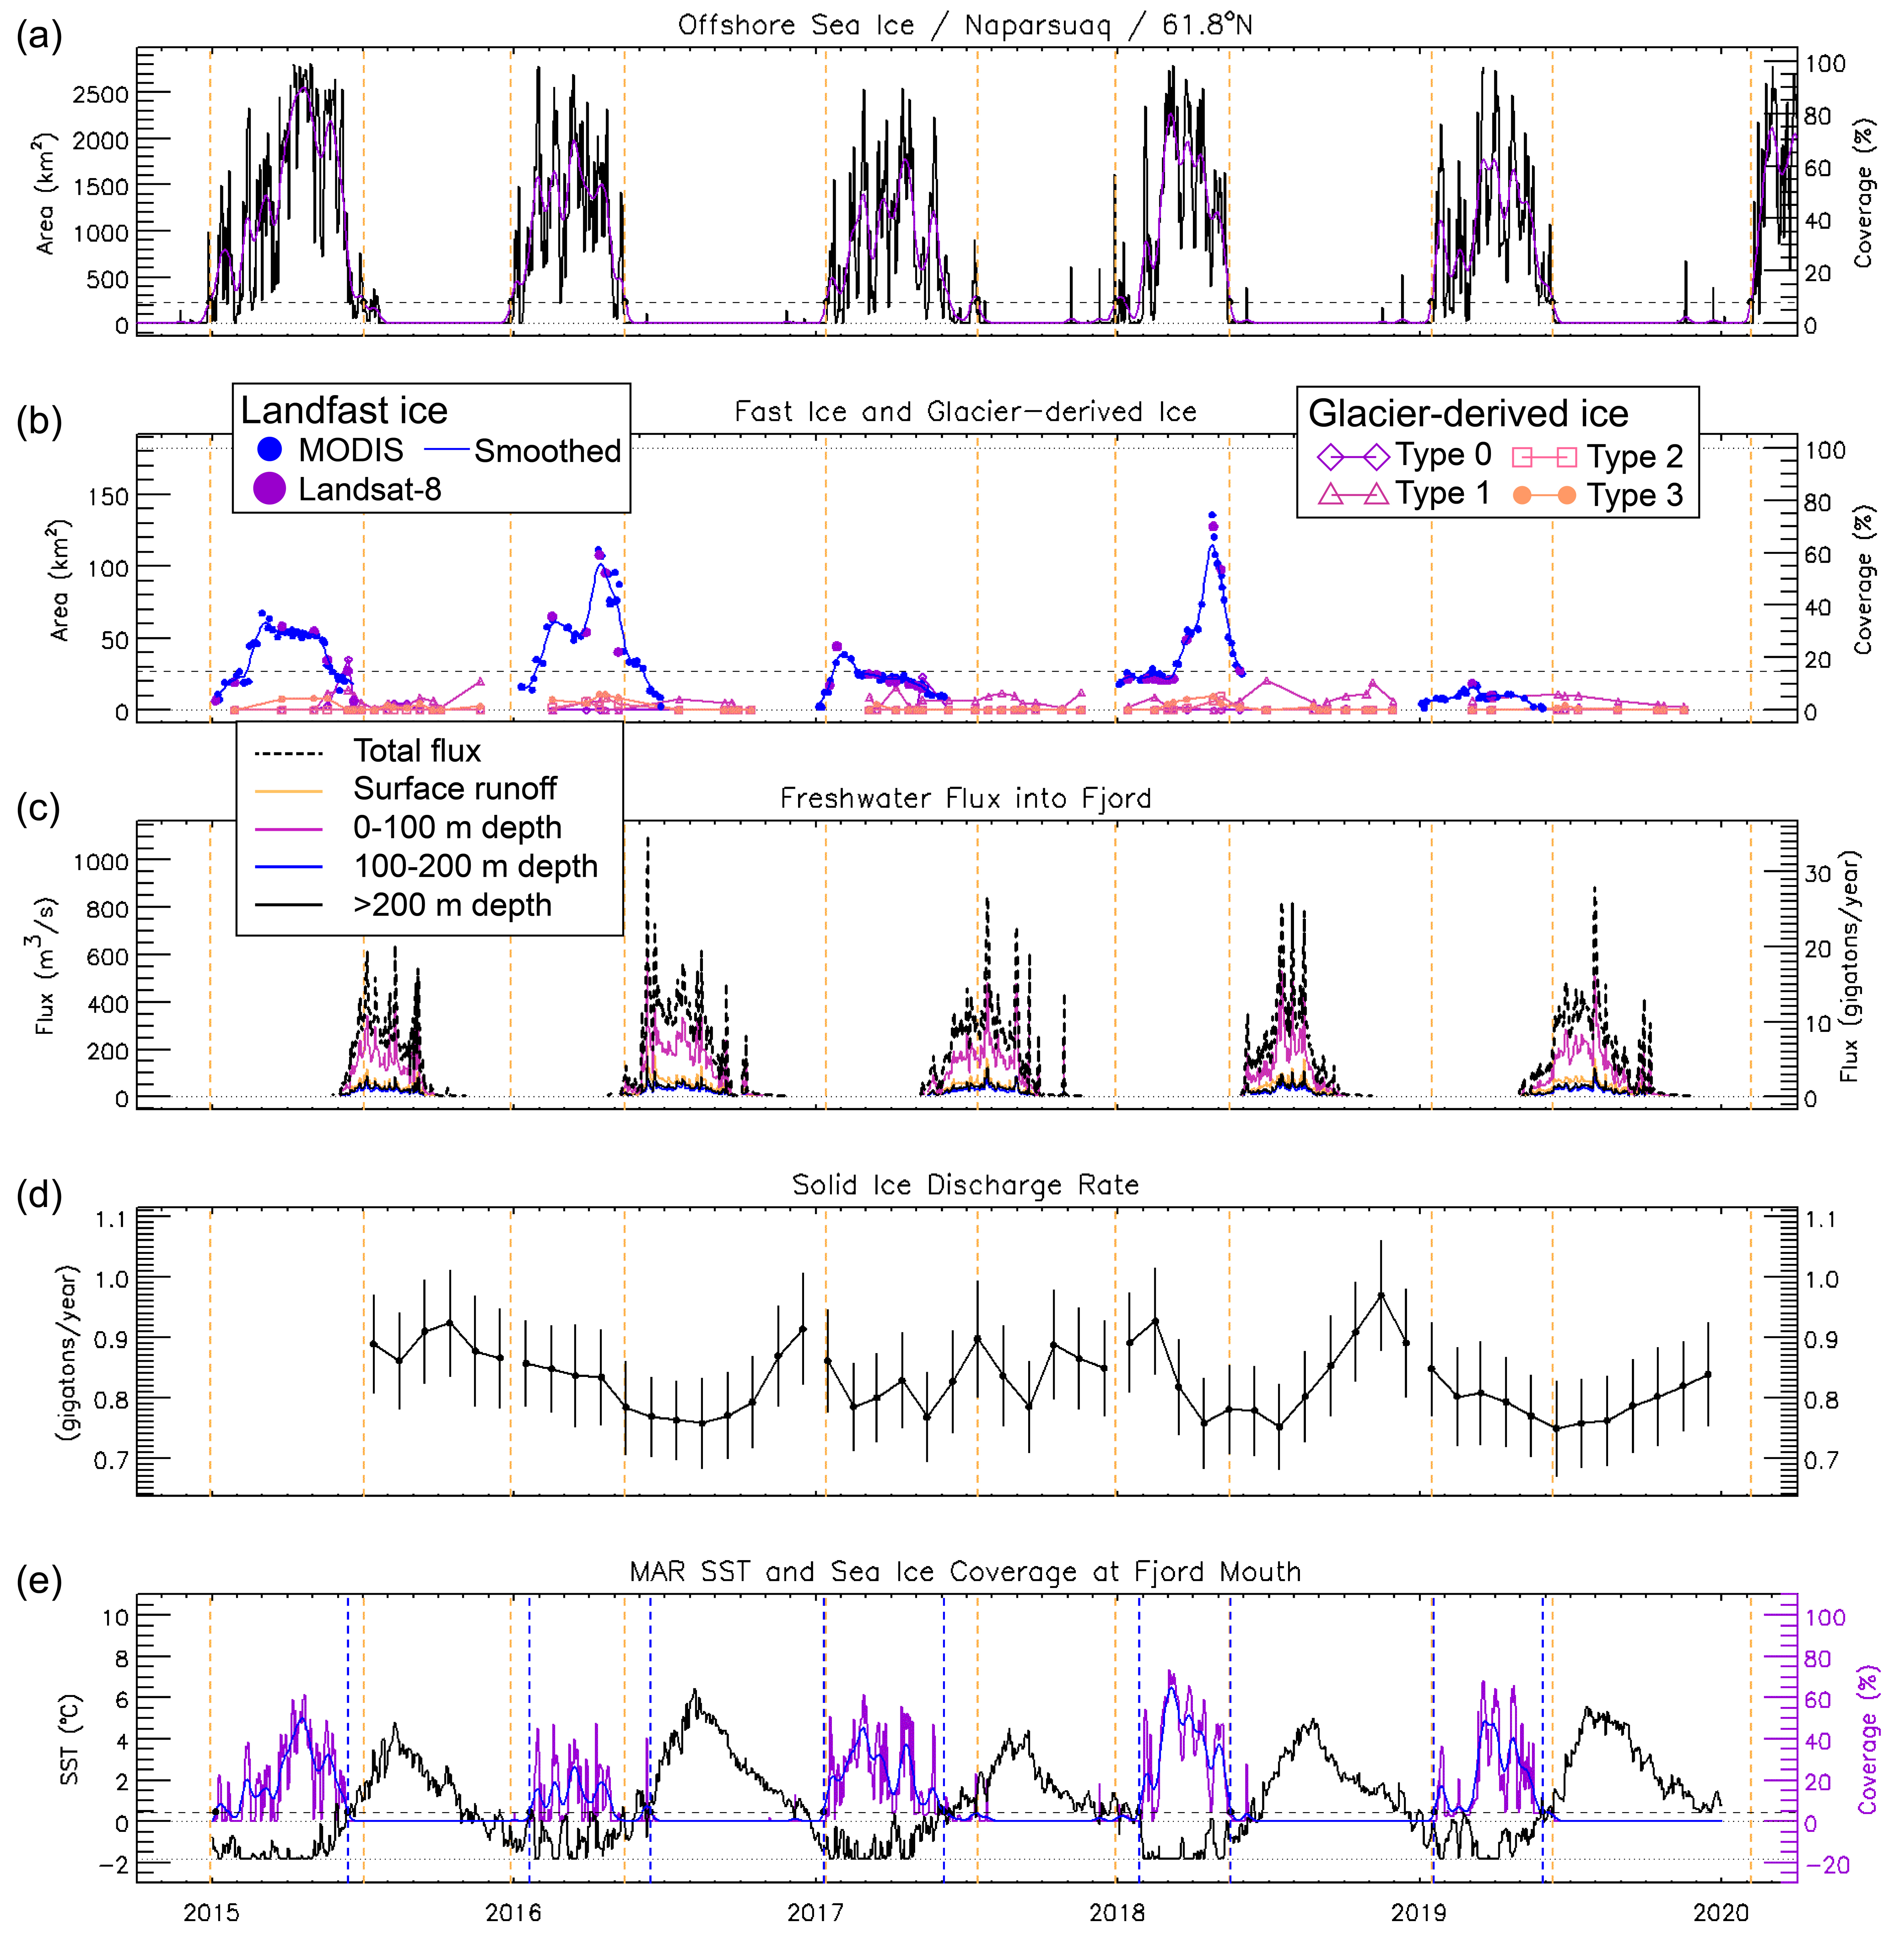 (a)
Offshore Sea Ice / Naparsuaq / 61.8°N
Area (km²)
2500
2000
1500
1000
500
0
100
80
60
40
20
0
Coverage (%)
(b)
Fast Ice and Glacier-derived Ice
Landfast ice
MODIS
Smoothed
Landsat-8
Glacier-derived ice
Type 0
Type 2
Type 1
Type 3
Area (km²)
150
100
50
0
100
80
60
40
20
0
Coverage (%)
(c)
Freshwater Flux into Fjord
Total flux
Surface runoff
0-100 m depth
100-200 m depth
>200 m depth
Flux (m³/s)
1000
800
600
400
200
0
30
20
10
0
Flux (gigatons/year)
(d)
Solid Ice Discharge Rate
(gigatons/year)
1.1
1.0
0.9
0.8
0.7
1.1
1.0
0.9
0.8
0.7
(e)
MAR SST and Sea Ice Coverage at Fjord Mouth
SST (°C)
10
8
6
4
2
0
-2
100
80
60
40
20
0
-20
Coverage (%)
2015 2016 2017 2018 2019 2020